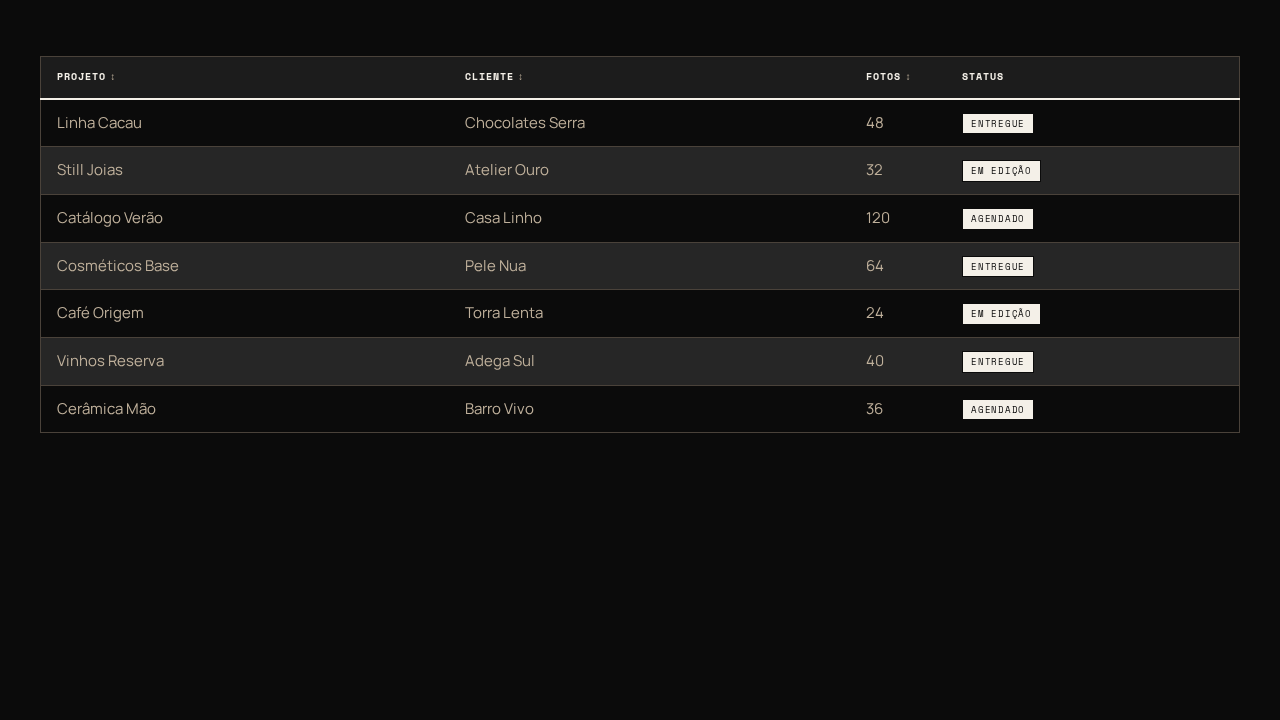 PROJETO ↕ CLIENTE ↕ FOTOS ↕ STATUS
Linha Cacau Chocolates Serra 48 ENTREGUE
Still Joias Atelier Ouro 32 EM EDIÇÃO
Catálogo Verão Casa Linho 120 AGENDADO
Cosméticos Base Pele Nua 64 ENTREGUE
Café Origem Torra Lenta 24 EM EDIÇÃO
Vinhos Reserva Adega Sul 40 ENTREGUE
Cerâmica Mão Barro Vivo 36 AGENDADO